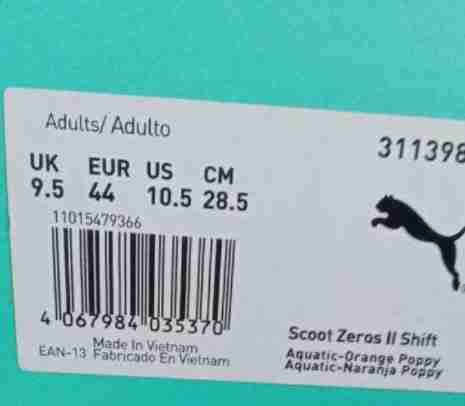 Adults/ Adulto
311398
UK EUR US CM
9.5 44 10.5 28.5
11015479366
4 067984 035370
EAN-13 Made In Vietnam
Fabricado En Vietnam
Scoot Zeros II Shift
Aquatic-Orange Poppy
Aquatic-Naranja Poppy